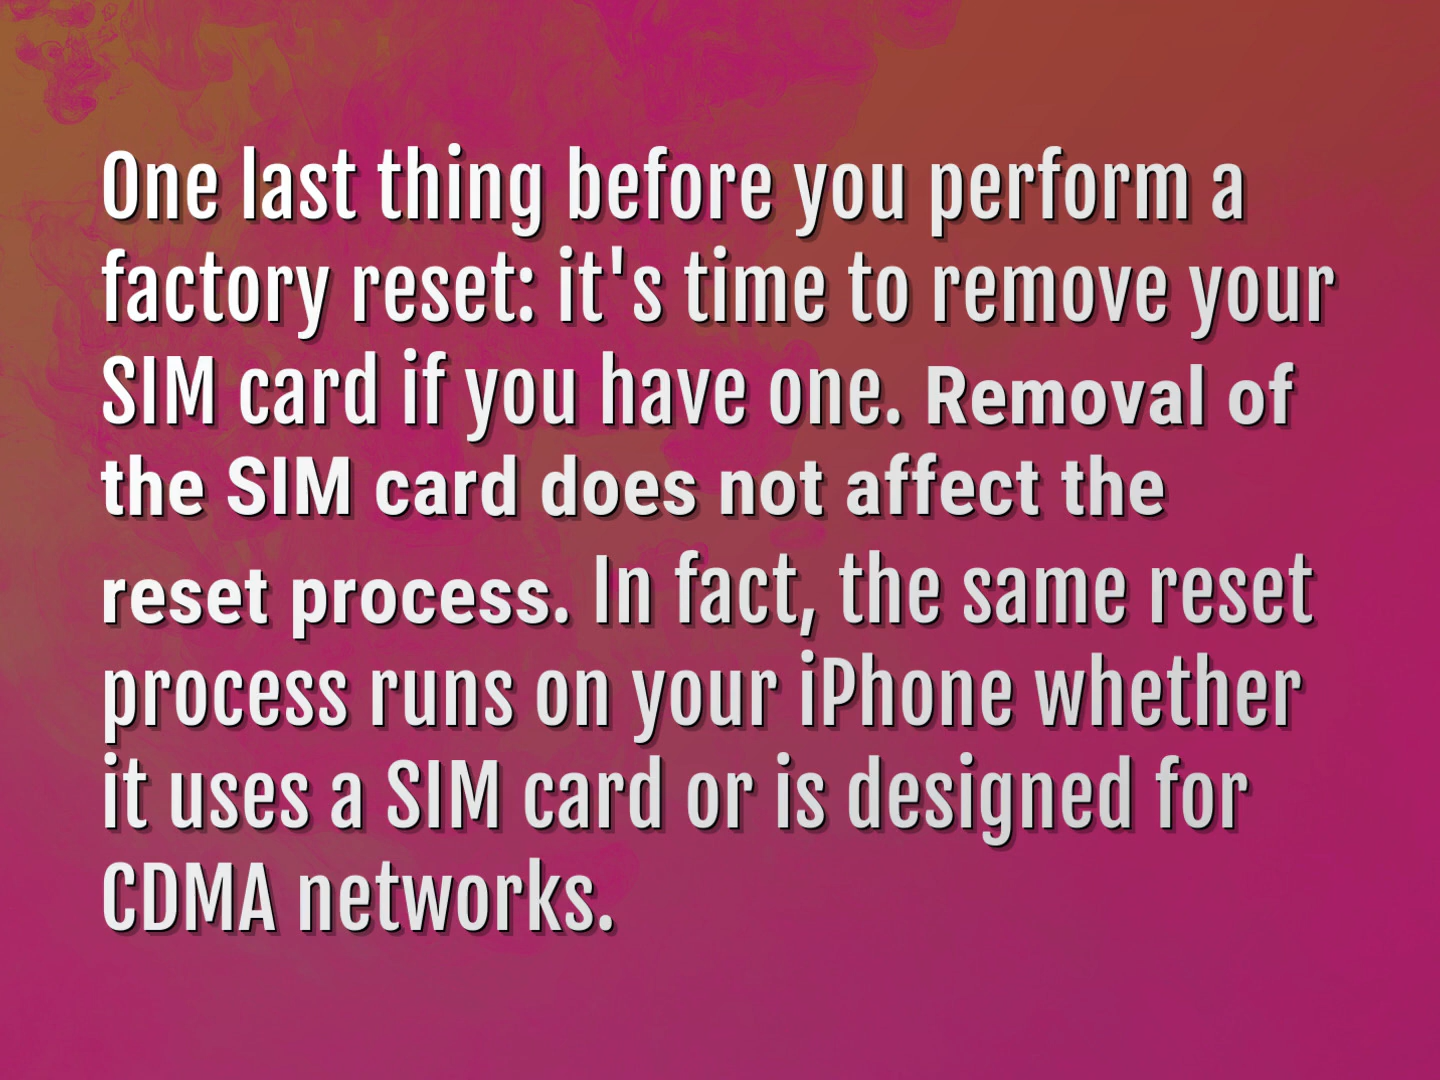 One last thing before you perform a
factory reset: it's time to remove your
SIM card if you have one. Removal of
the SIM card does not affect the
reset process. In fact, the same reset
process runs on your iPhone whether
it uses a SIM card or is designed for
CDMA networks.